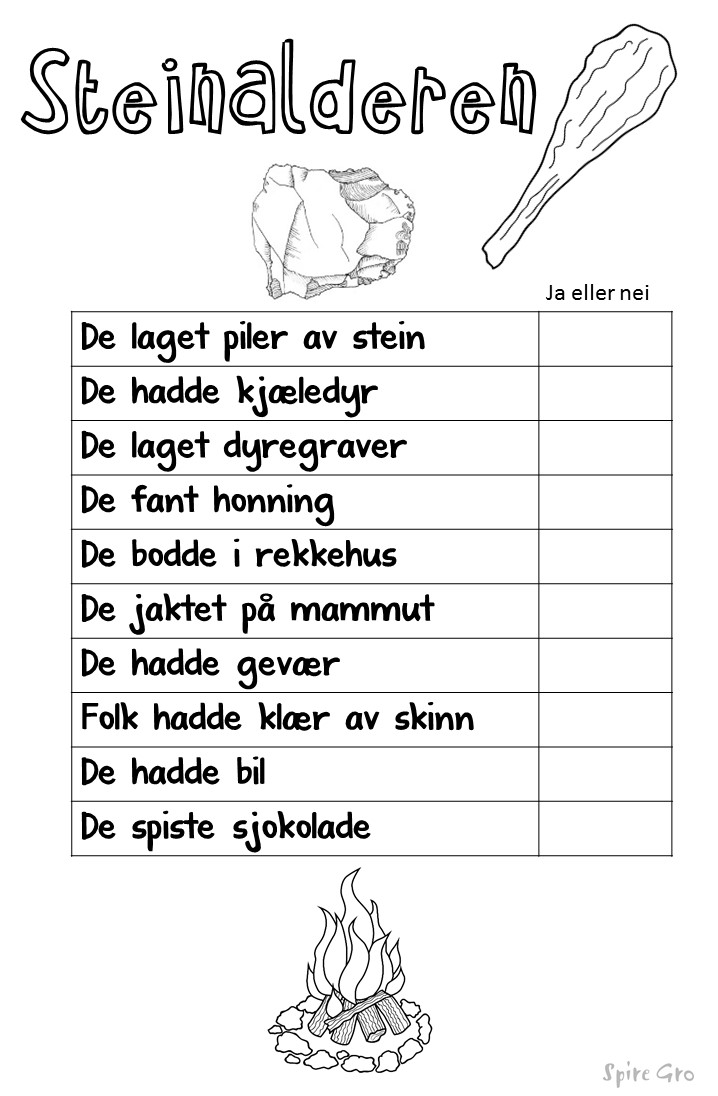 Steinalderen
Ja eller nei
De laget piler av stein
De hadde kjæledyr
De laget dyregraver
De fant honning
De bodde i rekkehus
De jaktet på mammut
De hadde gevær
Folk hadde klær av skinn
De hadde bil
De spiste sjokolade
Spire Gro